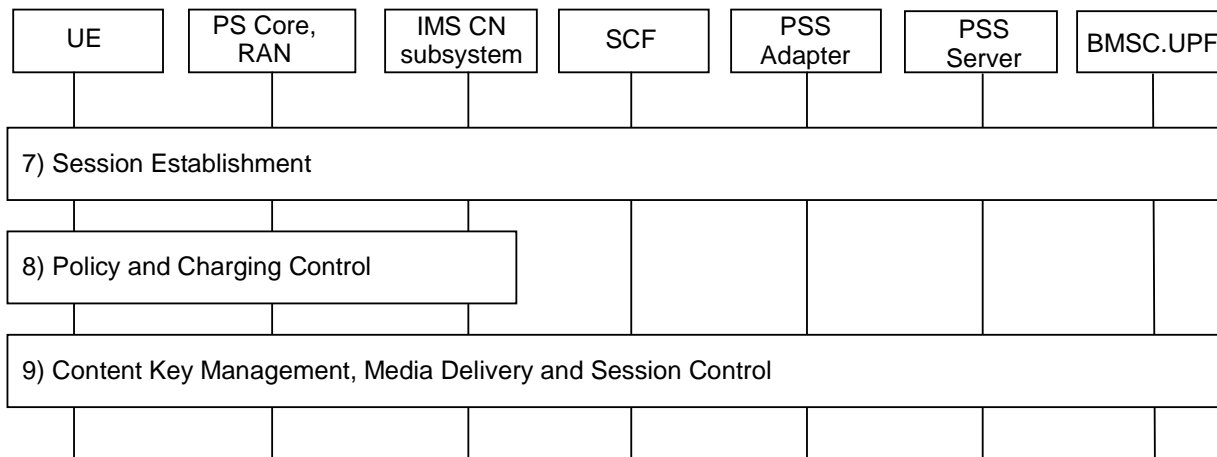 UE
PS Core,
RAN
IMS CN
subsystem
SCF
PSS
Adapter
PSS
Server
BMSC.UPF
7) Session Establishment
8) Policy and Charging Control
9) Content Key Management, Media Delivery and Session Control